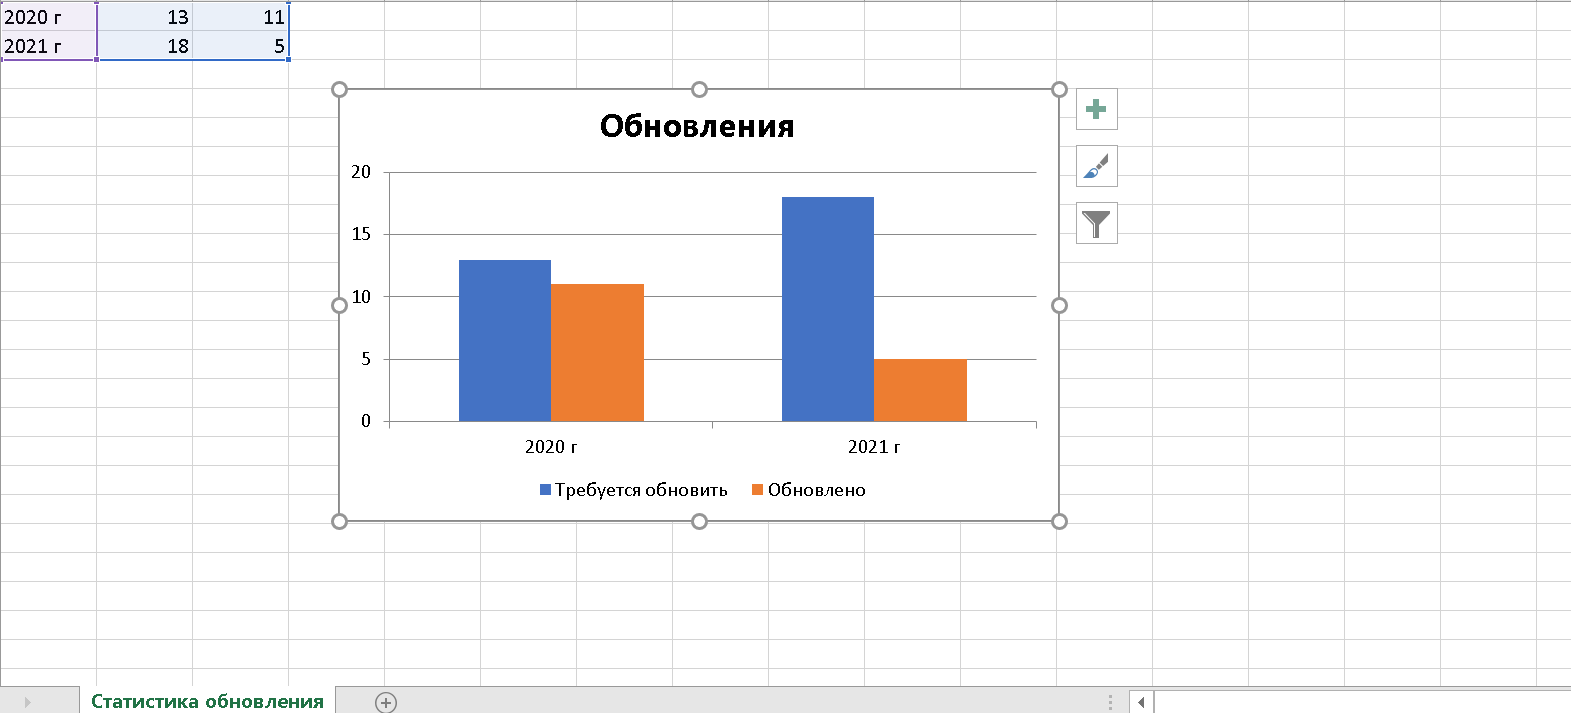 2020 г 13 11
2021 г 18 5
Обновления
20
15
10
5
0
2020 г 2021 г
Требуется обновить Обновлено
Статистика обновления